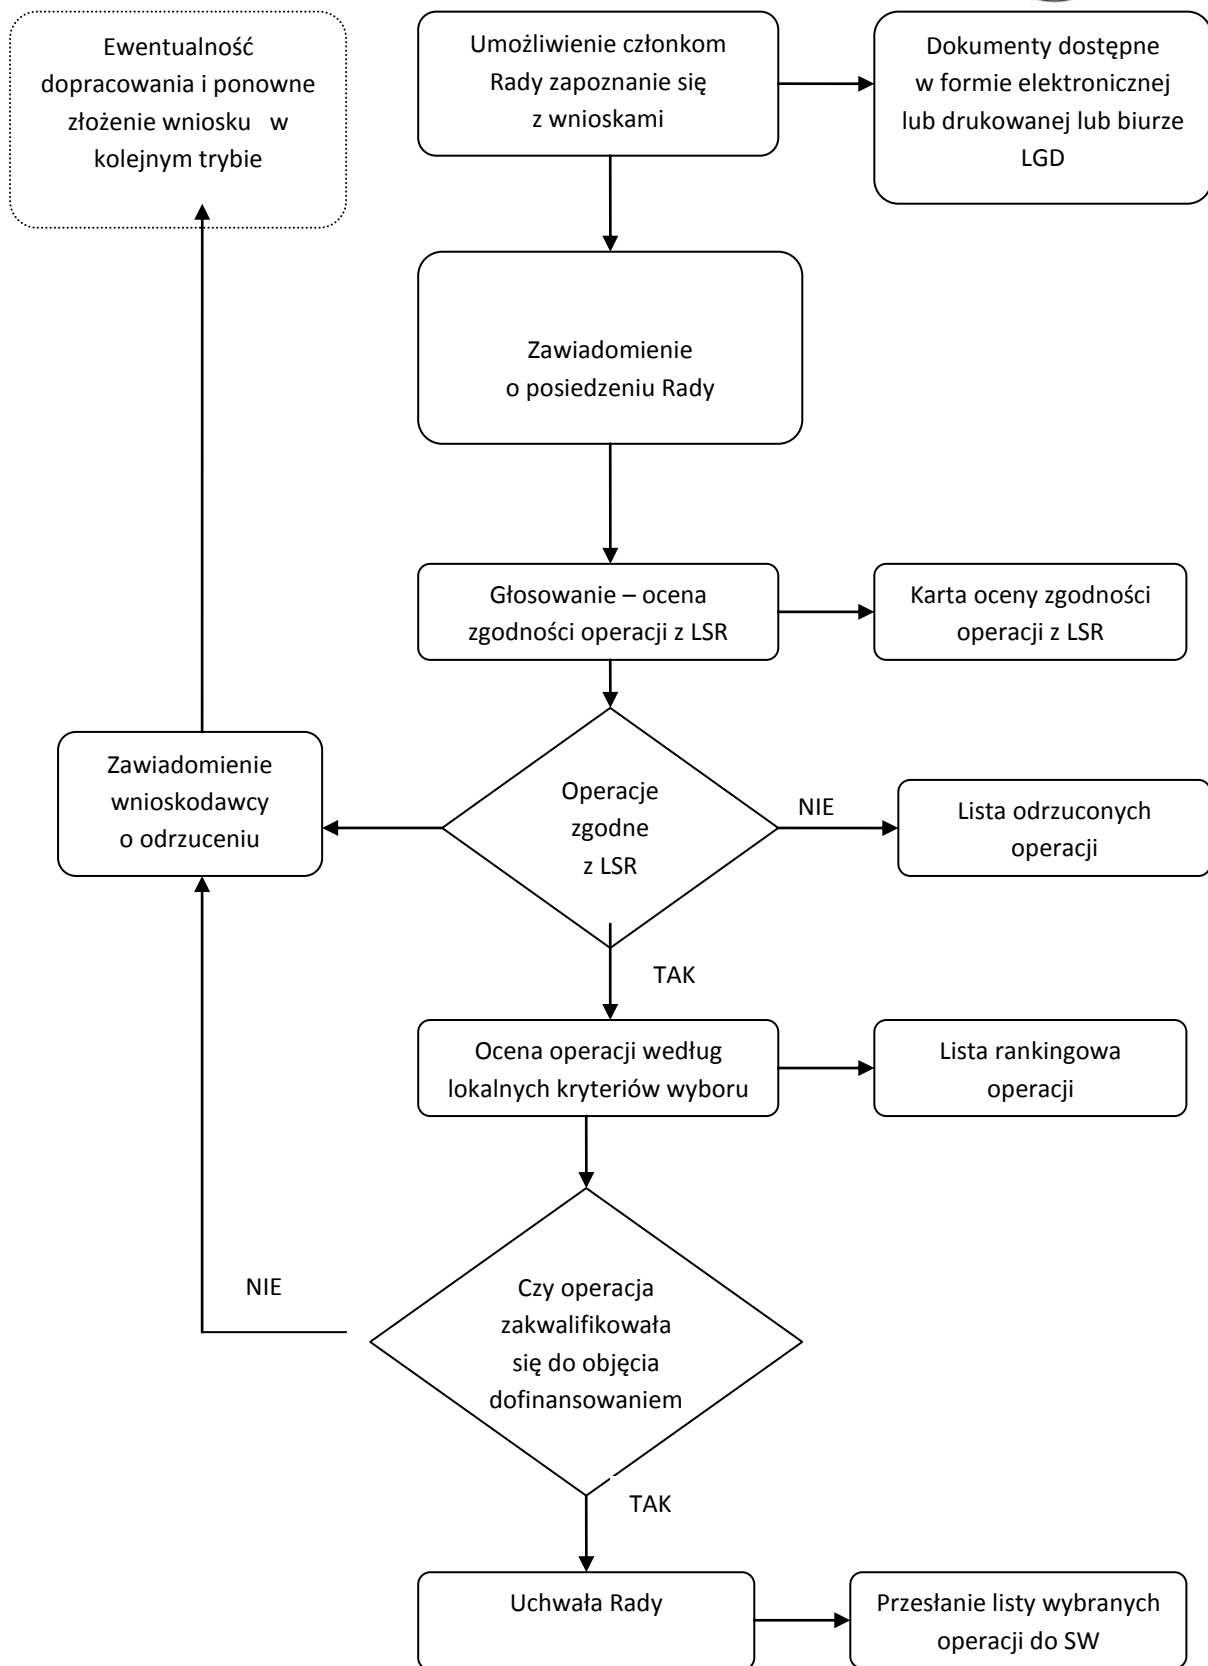 Ewentualność
dopracowania i ponowne
złożenie wniosku w
kolejnym trybie
Umożliwienie członkom
Rady zapoznanie się
z wnioskami
Dokumenty dostępne
w formie elektronicznej
lub drukowanej lub biurze
LGD
Zawiadomienie
o posiedzeniu Rady
Głosowanie – ocena
zgodności operacji z LSR
Karta oceny zgodności
operacji z LSR
Zawiadomienie
wnioskodawcy
o odrzuceniu
Operacje
zgodne
z LSR
NIE
Lista odrzuconych
operacji
TAK
Ocena operacji według
lokalnych kryteriów wyboru
Lista rankingowa
operacji
NIE
Czy operacja
zakwalifikowała
się do objęcia
dofinansowaniem
TAK
Uchwała Rady
Przesłanie listy wybranych
operacji do SW